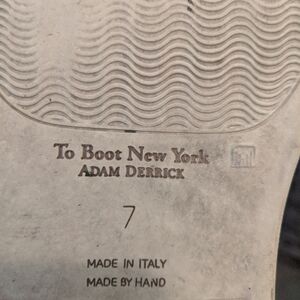 To Boot New York
ADAM DERRICK
7
MADE IN ITALY
MADE BY HAND